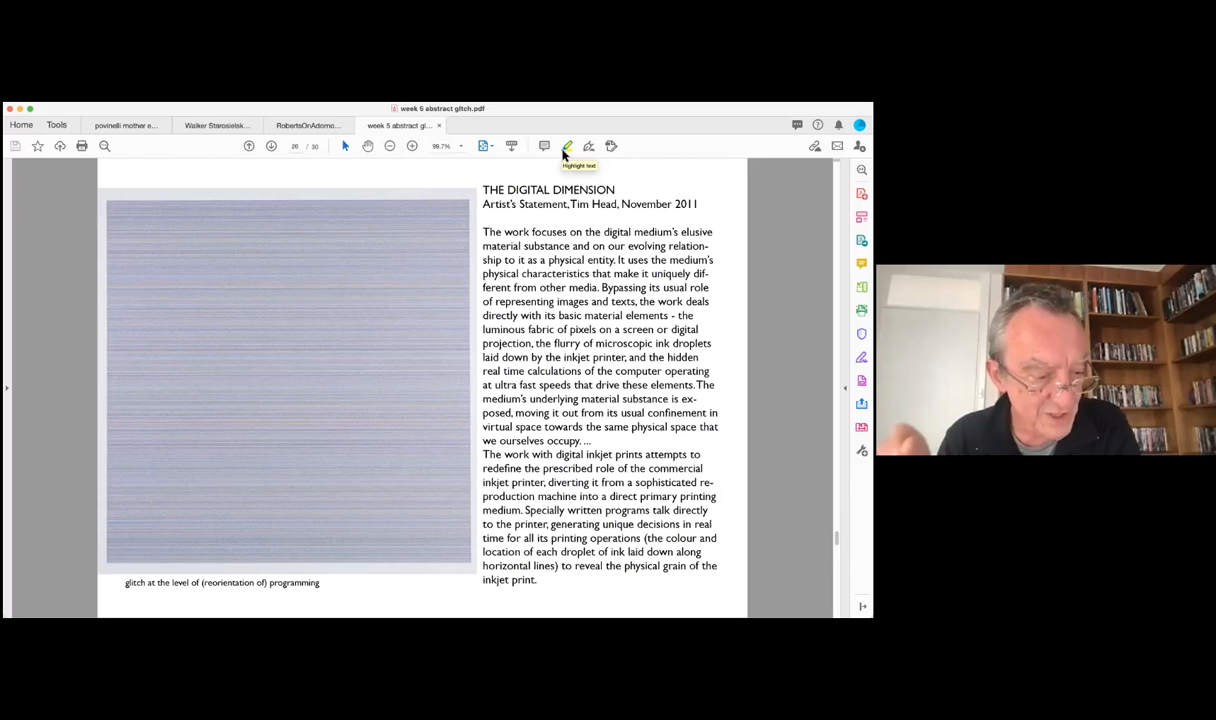 week 5 abstract gltch.pdf
Home
Tools
povinelli mother e...
Walker Starosielsk...
RobertsOnAdorno...
week 5 abstract gl... ×
26 / 30
99.7%
Highlight text
THE DIGITAL DIMENSION
Artist's Statement, Tim Head, November 2011
The work focuses on the digital medium's elusive
material substance and on our evolving relation-
ship to it as a physical entity. It uses the medium's
physical characteristics that make it uniquely dif-
ferent from other media. Bypassing its usual role
of representing images and texts, the work deals
directly with its basic material elements - the
luminous fabric of pixels on a screen or digital
projection, the flurry of microscopic ink droplets
laid down by the inkjet printer, and the hidden
real time calculations of the computer operating
at ultra fast speeds that drive these elements. The
medium's underlying material substance is ex-
posed, moving it out from its usual confinement in
virtual space towards the same physical space that
we ourselves occupy. ...
The work with digital inkjet prints attempts to
redefine the prescribed role of the commercial
inkjet printer, diverting it from a sophisticated re-
production machine into a direct primary printing
medium. Specially written programs talk directly
to the printer, generating unique decisions in real
time for all its printing operations (the colour and
location of each droplet of ink laid down along
horizontal lines) to reveal the physical grain of the
inkjet print.
glitch at the level of (reorientation of) programming